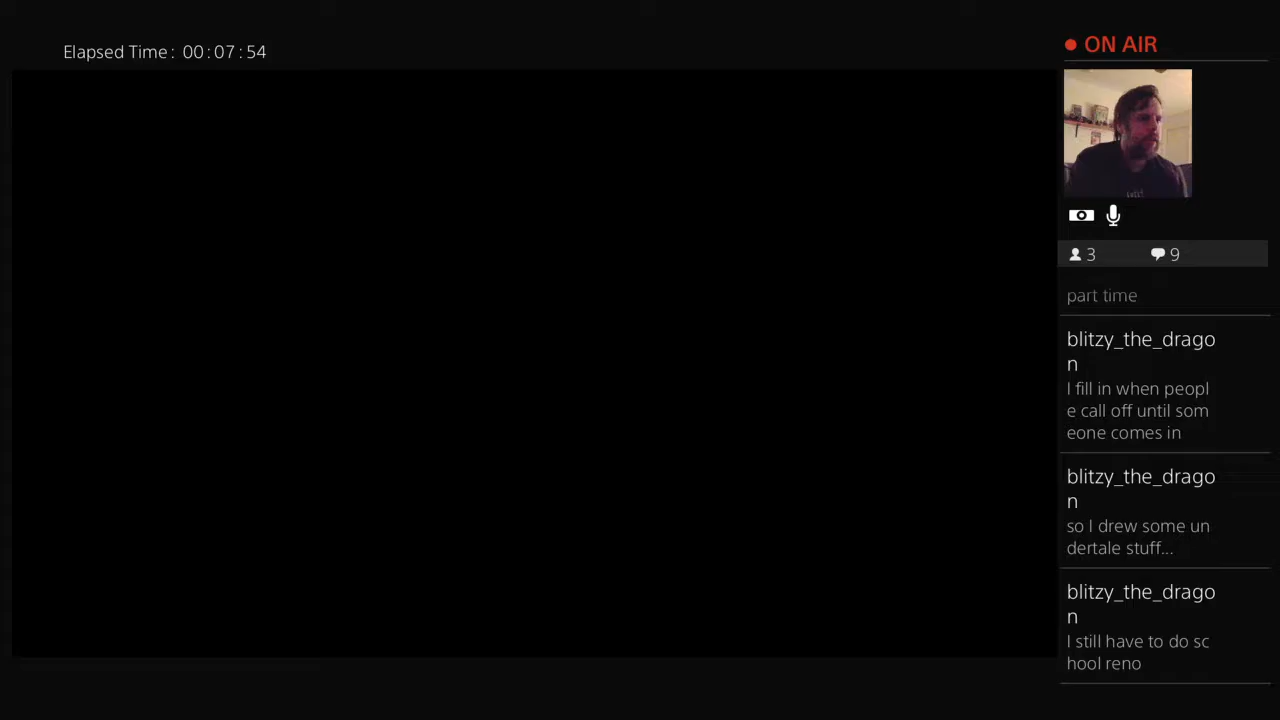 Elapsed Time: 00:07:54
ON AIR
3 9
part time
blitzy_the_drago
n
I fill in when peopl
e call off until som
eone comes in
blitzy_the_drago
n
so I drew some un
dertale stuff...
blitzy_the_drago
n
I still have to do sc
hool reno